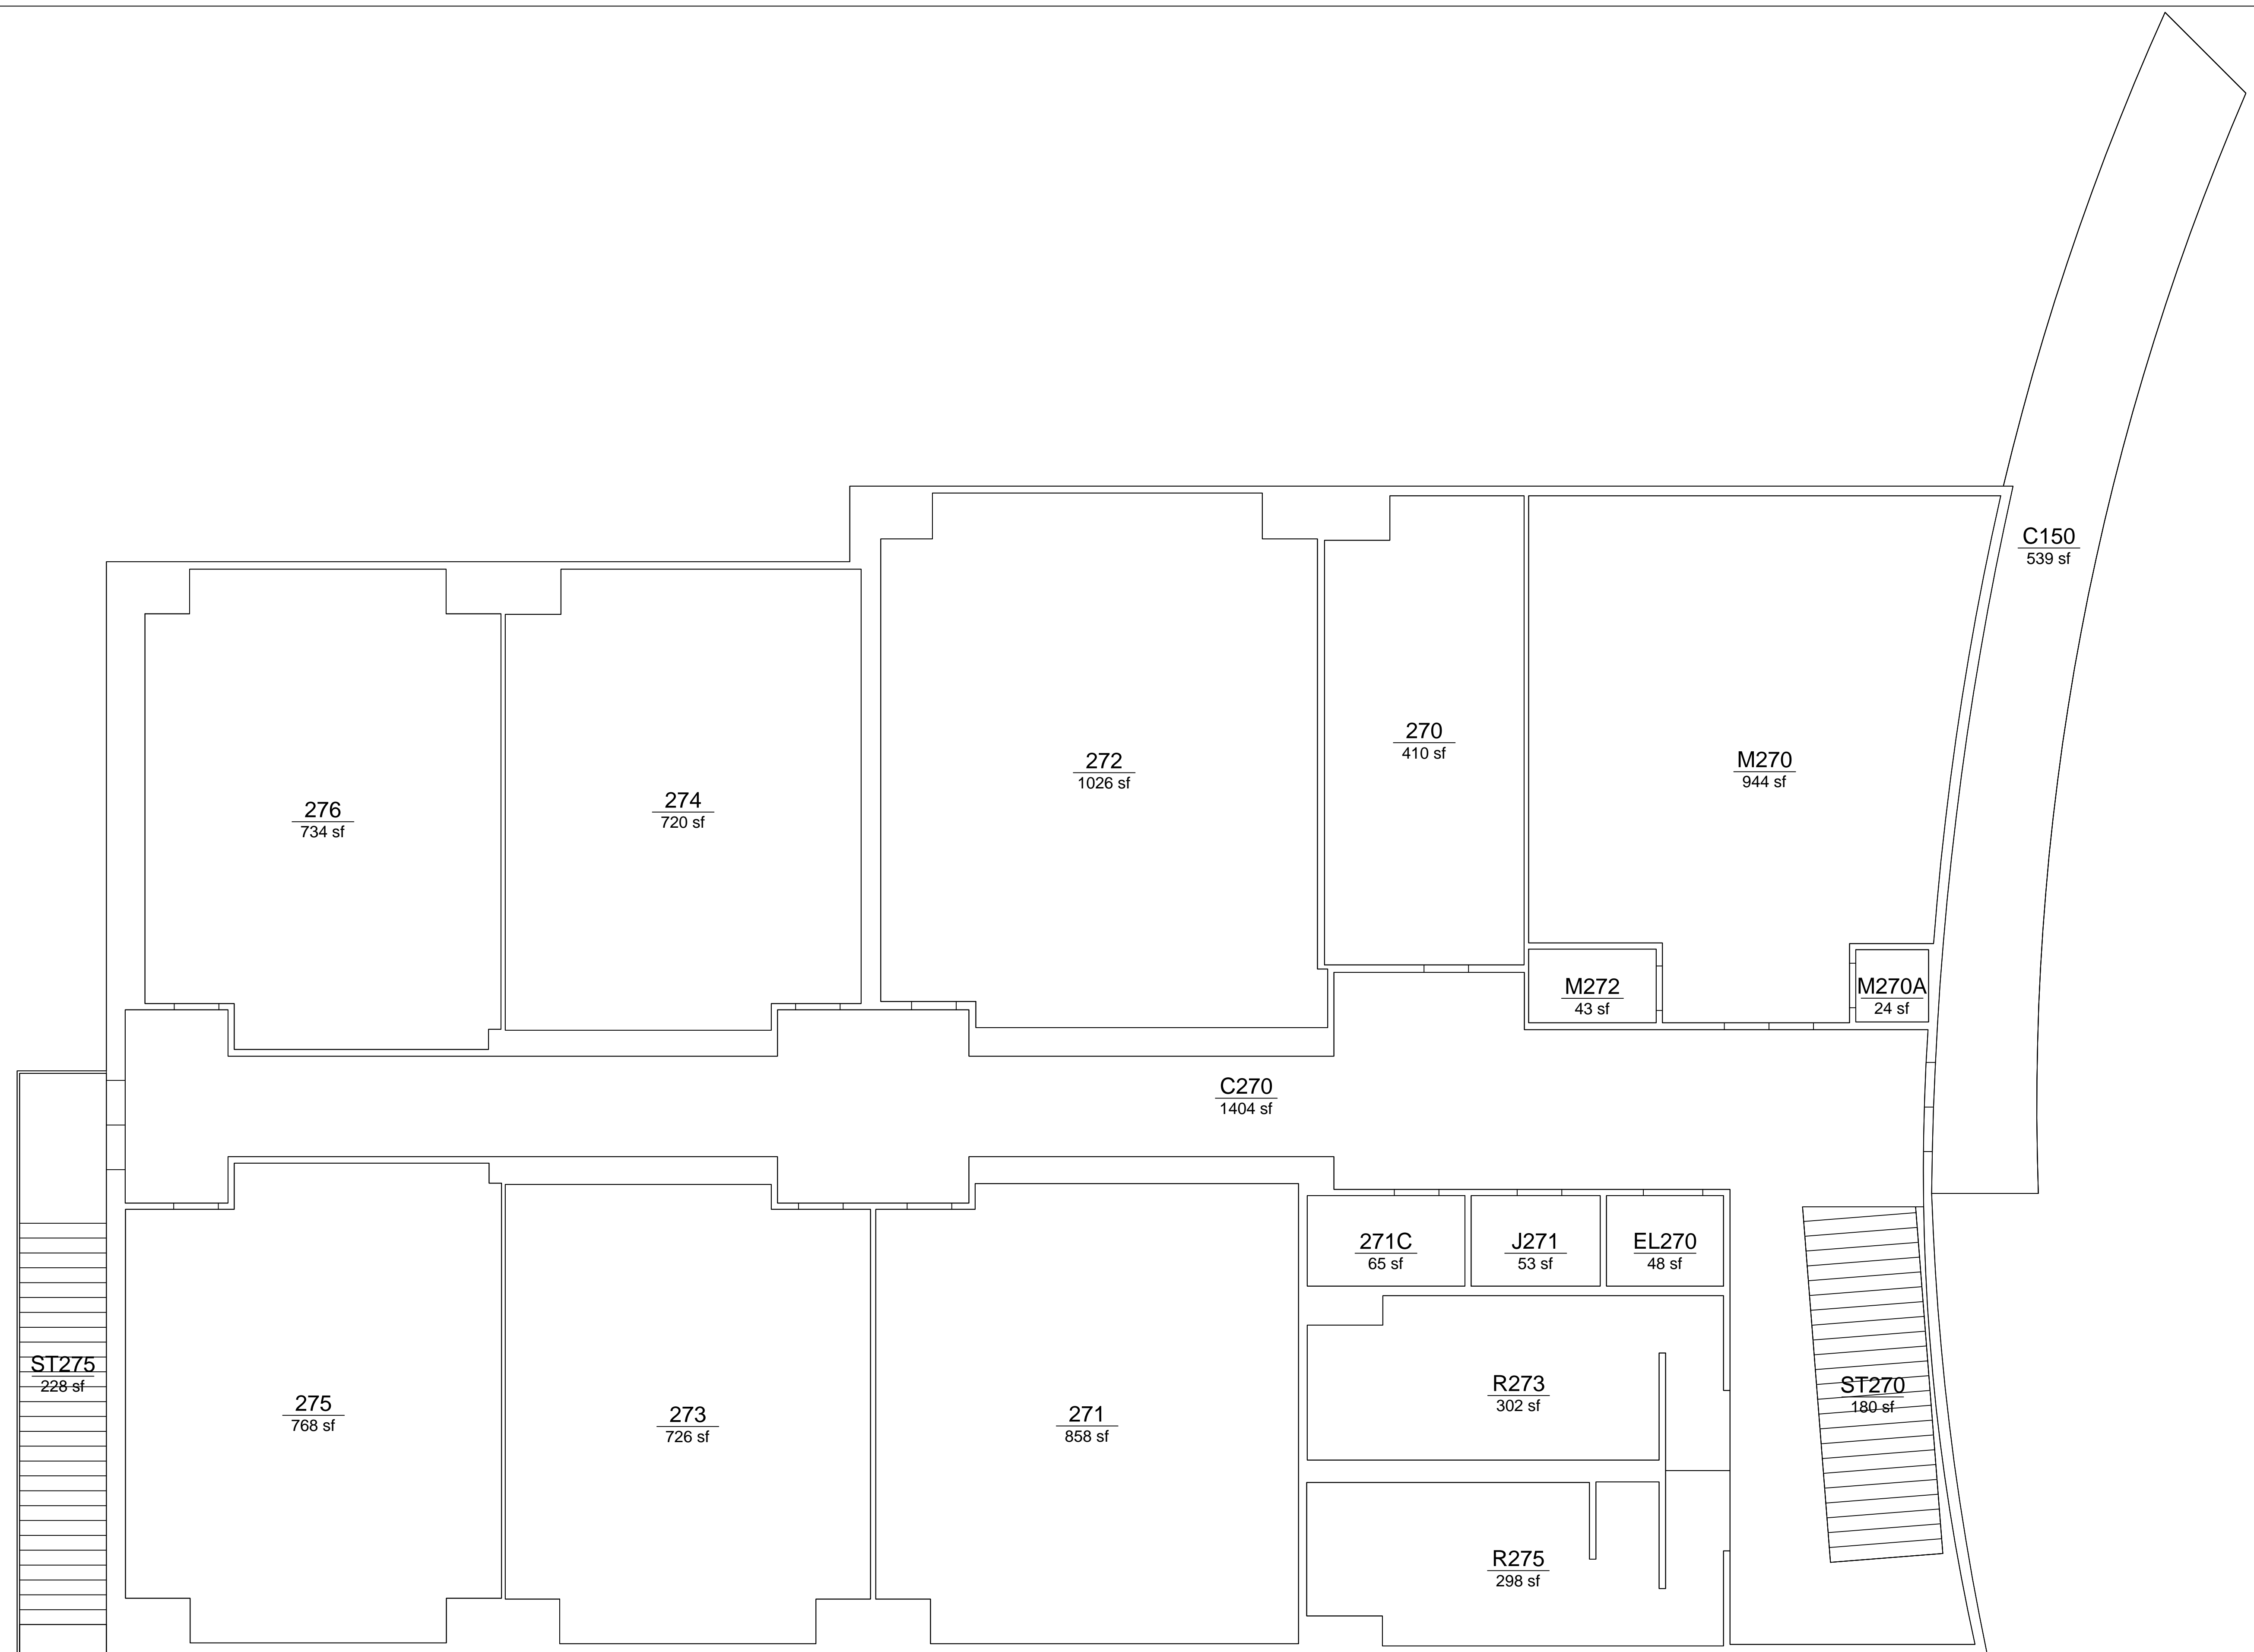 C150
539 sf
270
410 sf
M270
944 sf
272
1026 sf
274
720 sf
276
734 sf
M272
43 sf
M270A
24 sf
C270
1404 sf
271C
65 sf
J271
53 sf
EL270
48 sf
ST275
228 sf
275
768 sf
273
726 sf
271
858 sf
R273
302 sf
ST270
180 sf
R275
298 sf